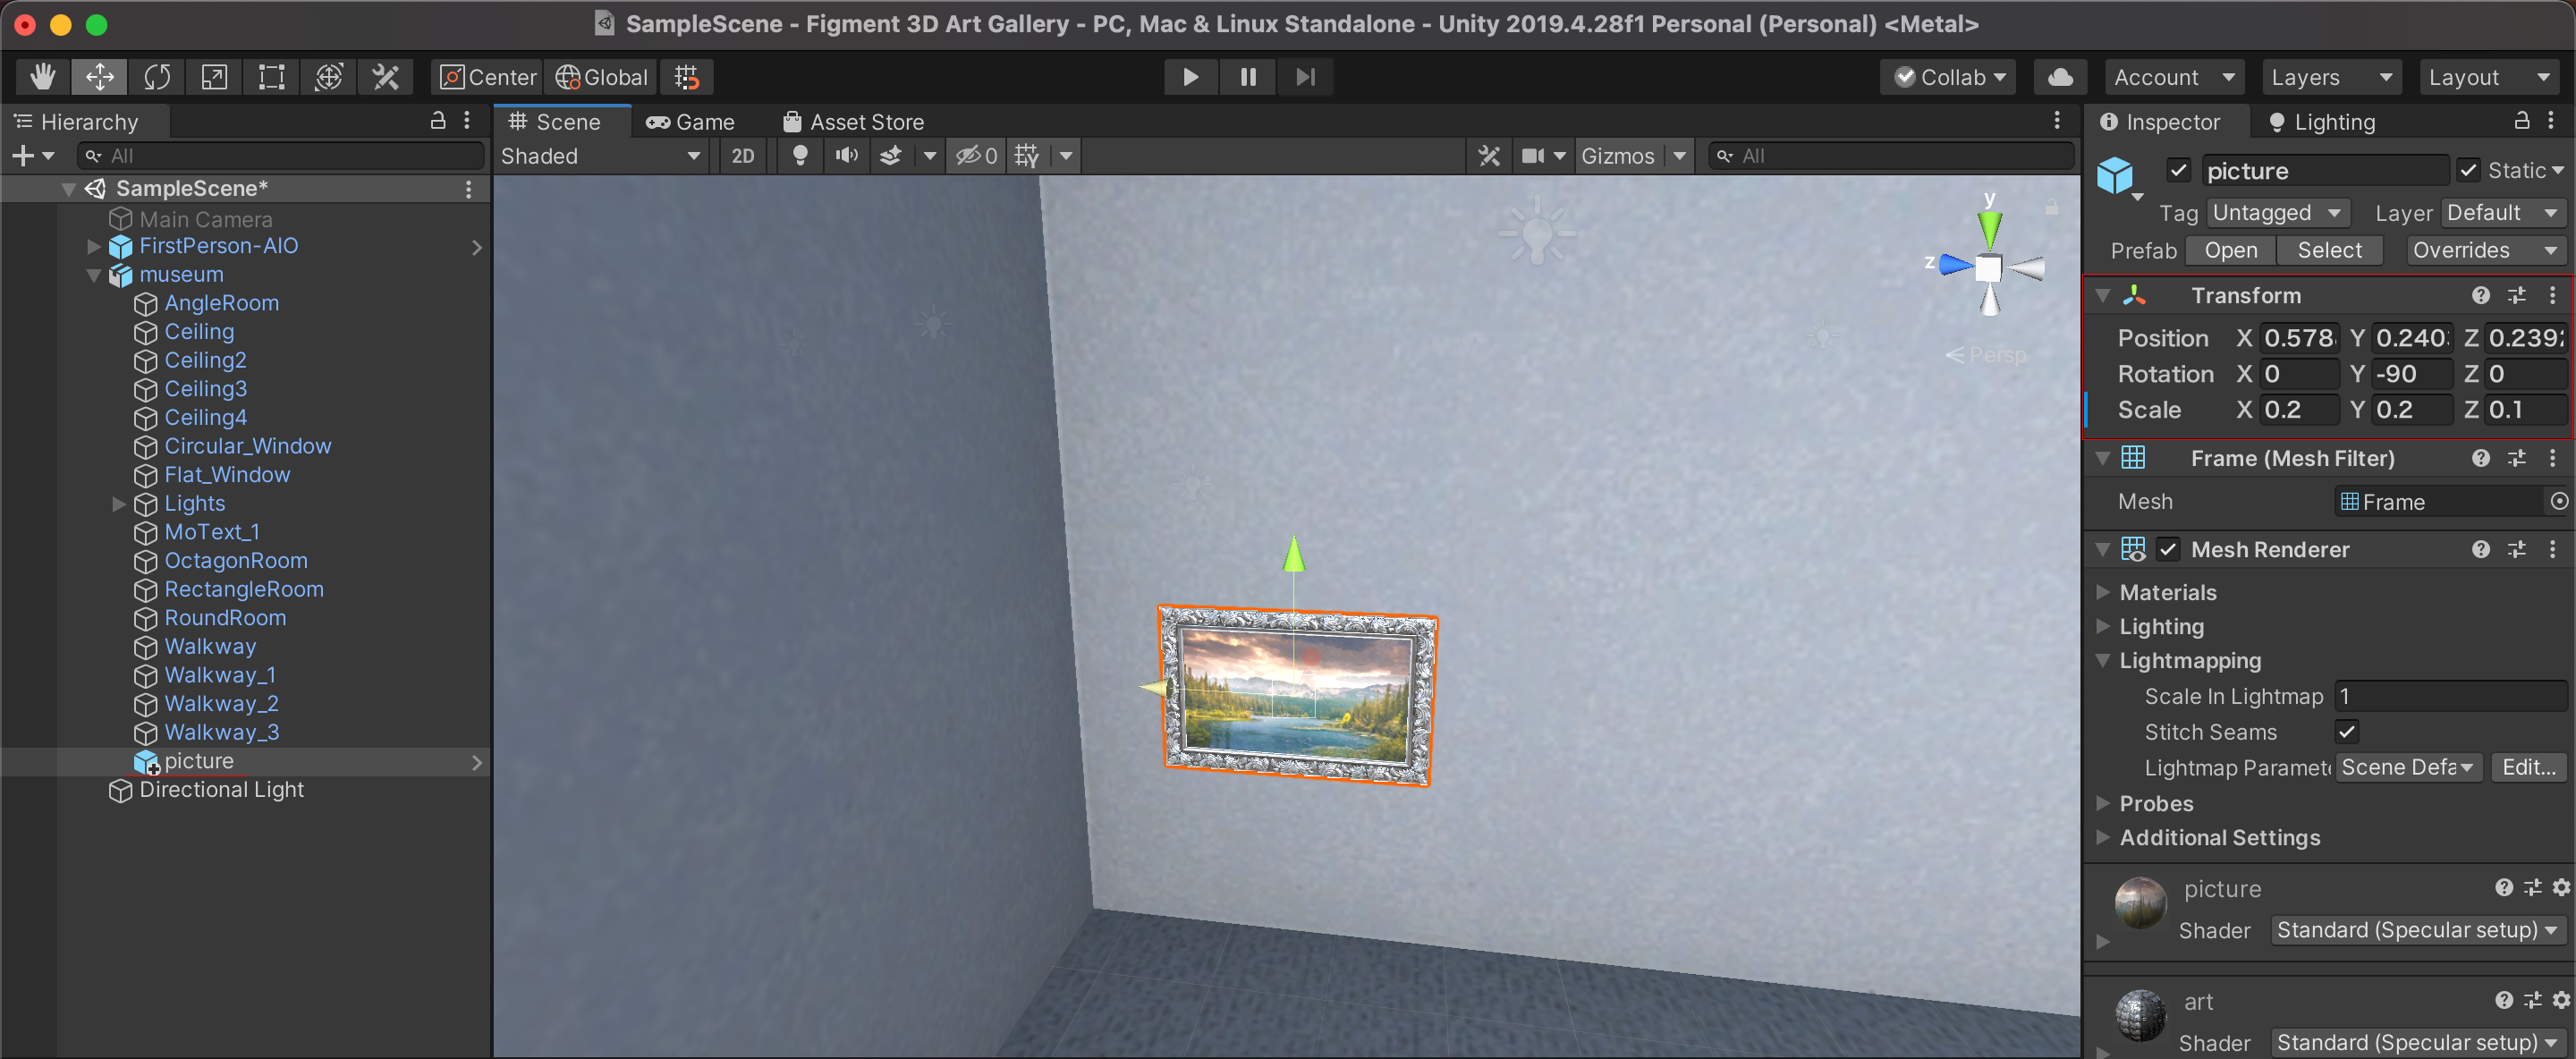 SampleScene - Figment 3D Art Gallery - PC, Mac & Linux Standalone - Unity 2019.4.28f1 Personal (Personal) <Metal>
Center Global Collab Account Layers Layout
Hierarchy
All
SampleScene*
Main Camera
FirstPerson-AIO
museum
AngleRoom
Ceiling
Ceiling2
Ceiling3
Ceiling4
Circular_Window
Flat_Window
Lights
MoText_1
OctagonRoom
RectangleRoom
RoundRoom
Walkway
Walkway_1
Walkway_2
Walkway_3
picture
Directional Light
Scene Game Asset Store
Shaded 2D 0 Gizmos All
y
z
Persp
Inspector Lighting
picture Static
Tag Untagged Layer Default
Prefab Open Select Overrides
Transform
Position X 0.578 Y 0.240 Z 0.239
Rotation X 0 Y -90 Z 0
Scale X 0.2 Y 0.2 Z 0.1
Frame (Mesh Filter)
Mesh Frame
Mesh Renderer
Materials
Lighting
Lightmapping
Scale In Lightmap 1
Stitch Seams
Lightmap Paramete Scene Defa Edit...
Probes
Additional Settings
picture
Shader Standard (Specular setup)
art
Shader Standard (Specular setup)